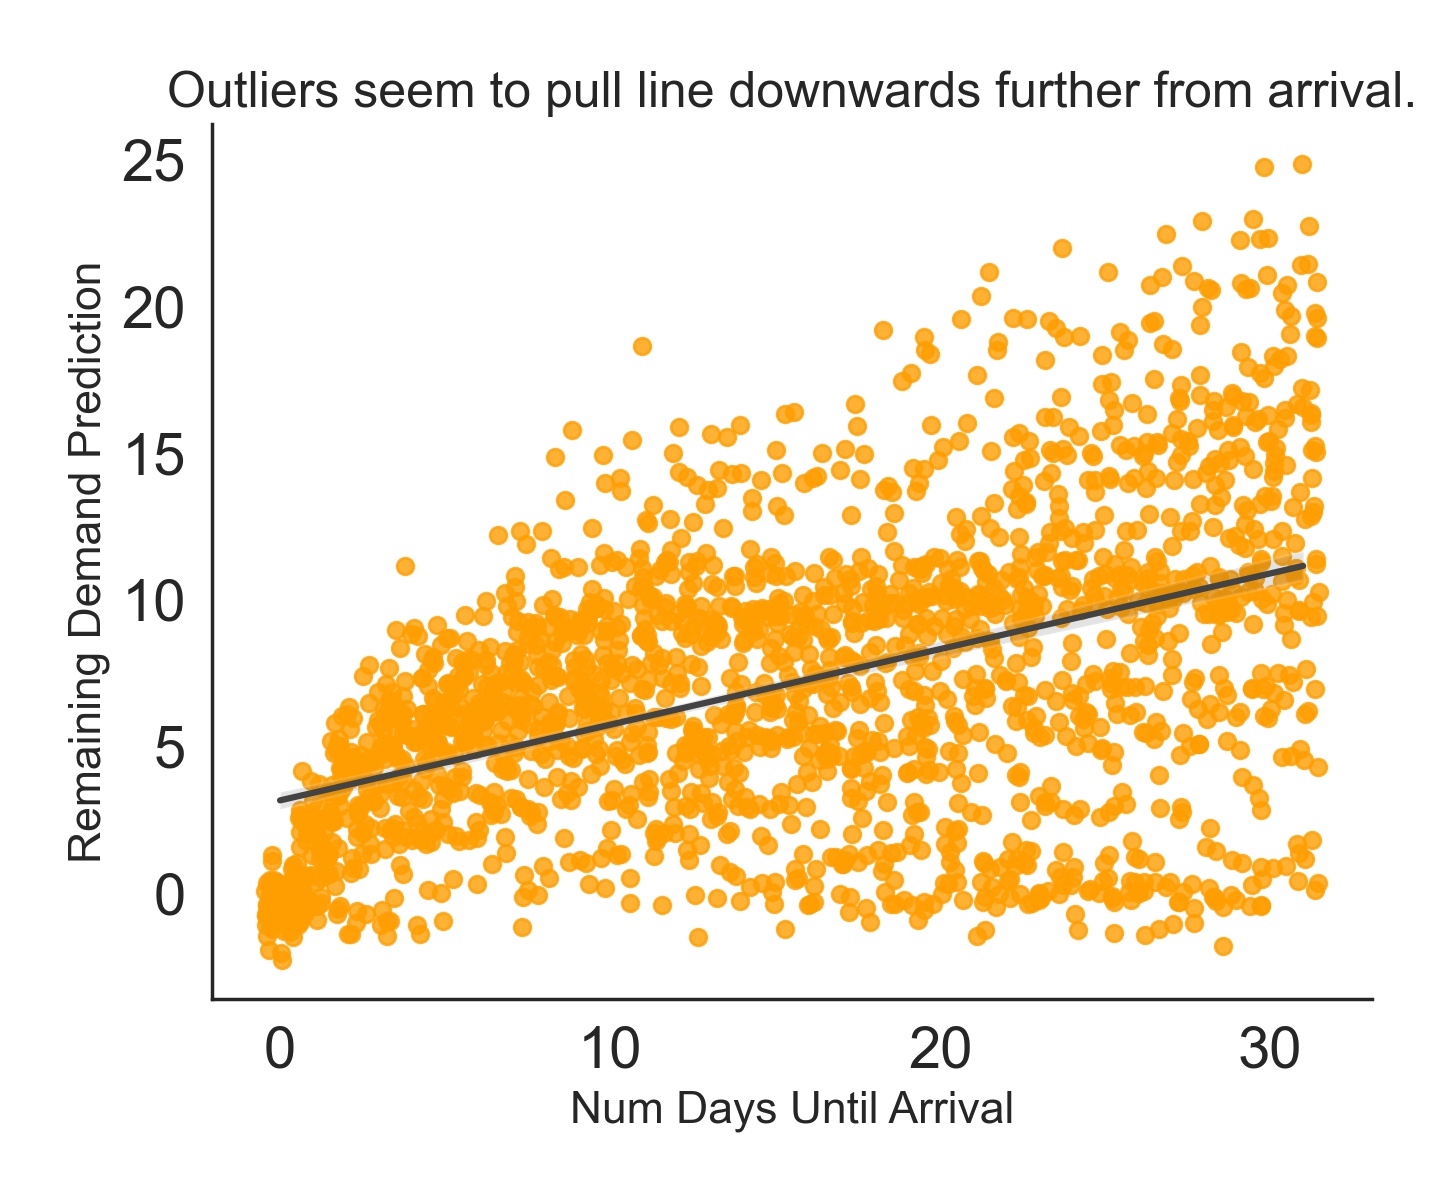 Outliers seem to pull line downwards further from arrival.
25
20
15
10
5
0
Remaining Demand Prediction
0 10 20 30
Num Days Until Arrival